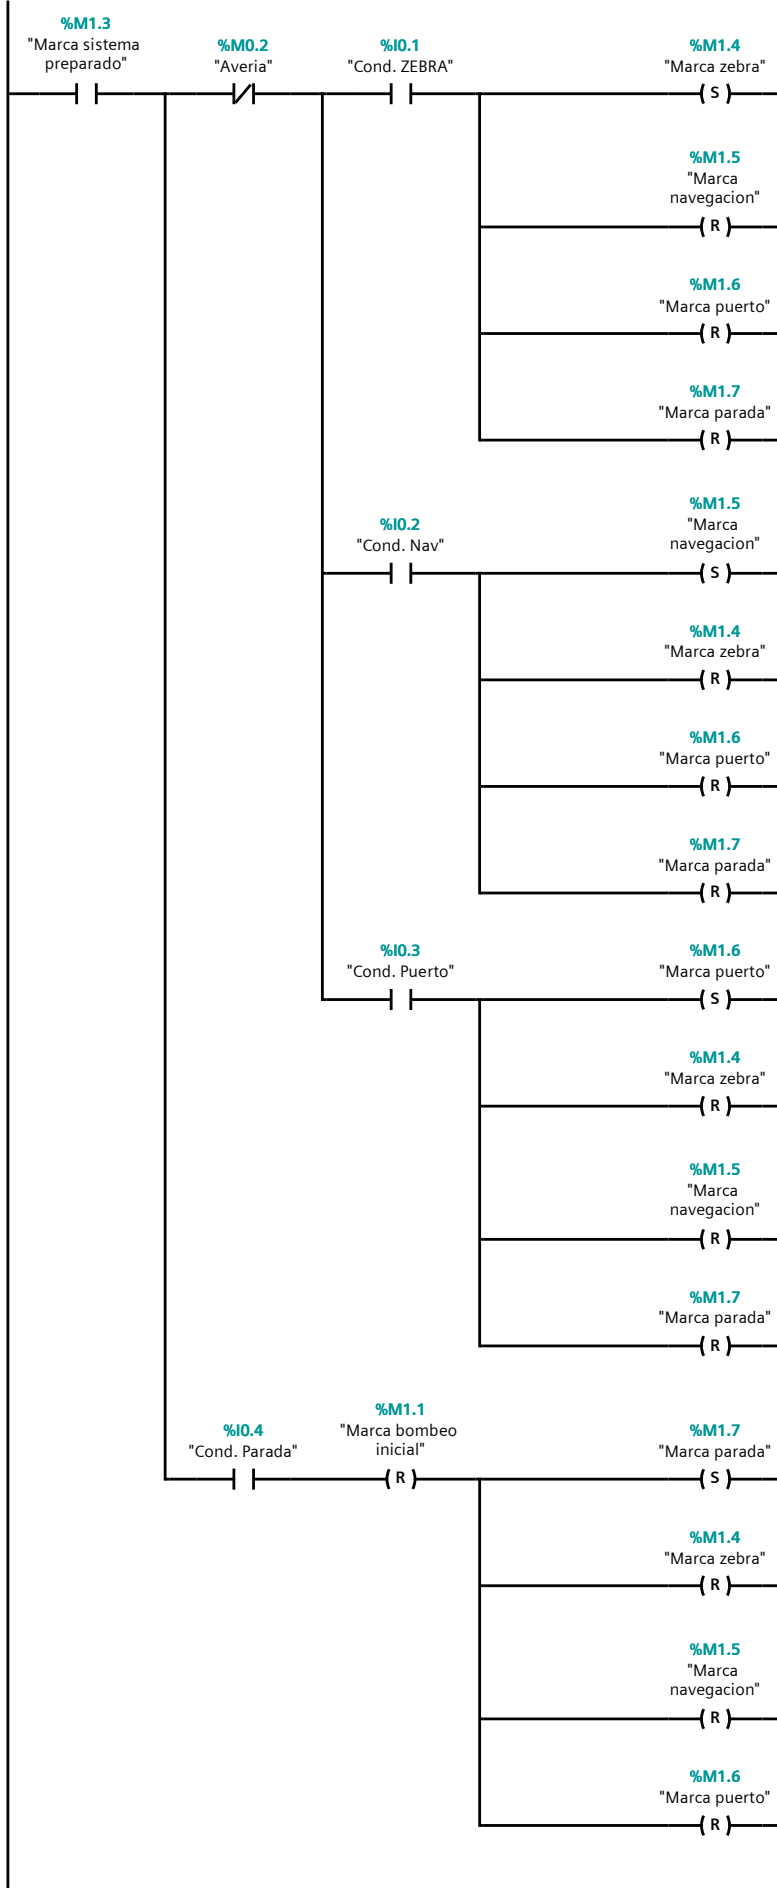 %M1.3
"Marca sistema
preparado"
%M0.2
"Averia"
%I0.1
"Cond. ZEBRA"
%M1.4
"Marca zebra"
S
%M1.5
"Marca
navegacion"
R
%M1.6
"Marca puerto"
R
%M1.7
"Marca parada"
R
%I0.2
"Cond. Nav"
%M1.5
"Marca
navegacion"
S
%M1.4
"Marca zebra"
R
%M1.6
"Marca puerto"
R
%M1.7
"Marca parada"
R
%I0.3
"Cond. Puerto"
%M1.6
"Marca puerto"
S
%M1.4
"Marca zebra"
R
%M1.5
"Marca
navegacion"
R
%M1.7
"Marca parada"
R
%I0.4
"Cond. Parada"
%M1.1
"Marca bombeo
inicial"
R
%M1.7
"Marca parada"
S
%M1.4
"Marca zebra"
R
%M1.5
"Marca
navegacion"
R
%M1.6
"Marca puerto"
R